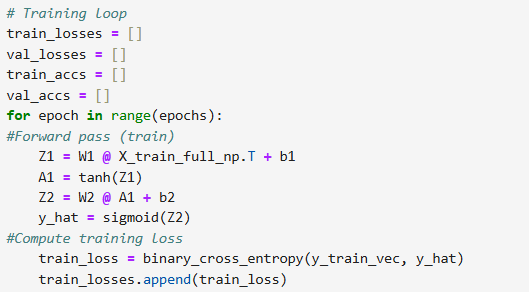 # Training loop
train_losses = []
val_losses = []
train_accs = []
val_accs = []
for epoch in range(epochs):
#Forward pass (train)
    Z1 = W1 @ X_train_full_np.T + b1
    A1 = tanh(Z1)
    Z2 = W2 @ A1 + b2
    y_hat = sigmoid(Z2)
#Compute training loss
    train_loss = binary_cross_entropy(y_train_vec, y_hat)
    train_losses.append(train_loss)